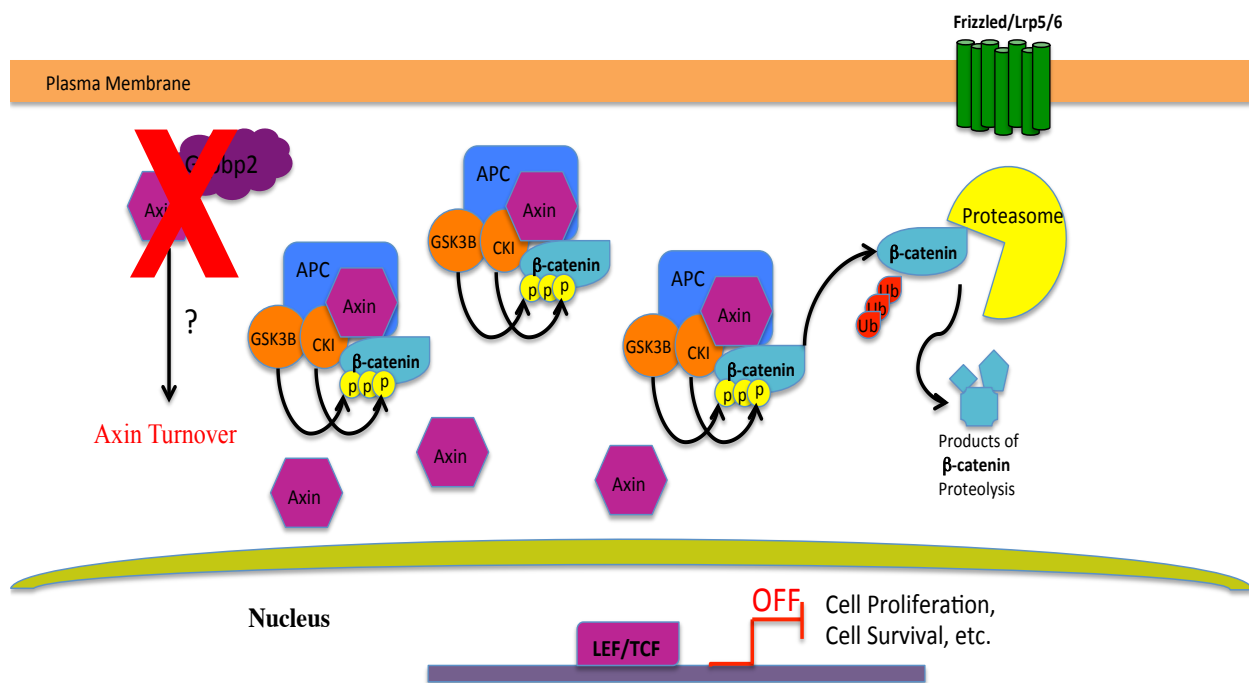 Frizzled/Lrp5/6
Plasma Membrane
Axin
?
Axin Turnover
APC
Axin
GSK3B
CKI
β-catenin
p p p
APC
Axin
GSK3B
CKI
β-catenin
p p p
APC
Axin
GSK3B
CKI
β-catenin
p p p
Proteasome
β-catenin
Ub
Ub
Ub
Products of
β-catenin
Proteolysis
Axin
Axin
Axin
Nucleus
LEF/TCF
OFF
Cell Proliferation,
Cell Survival, etc.